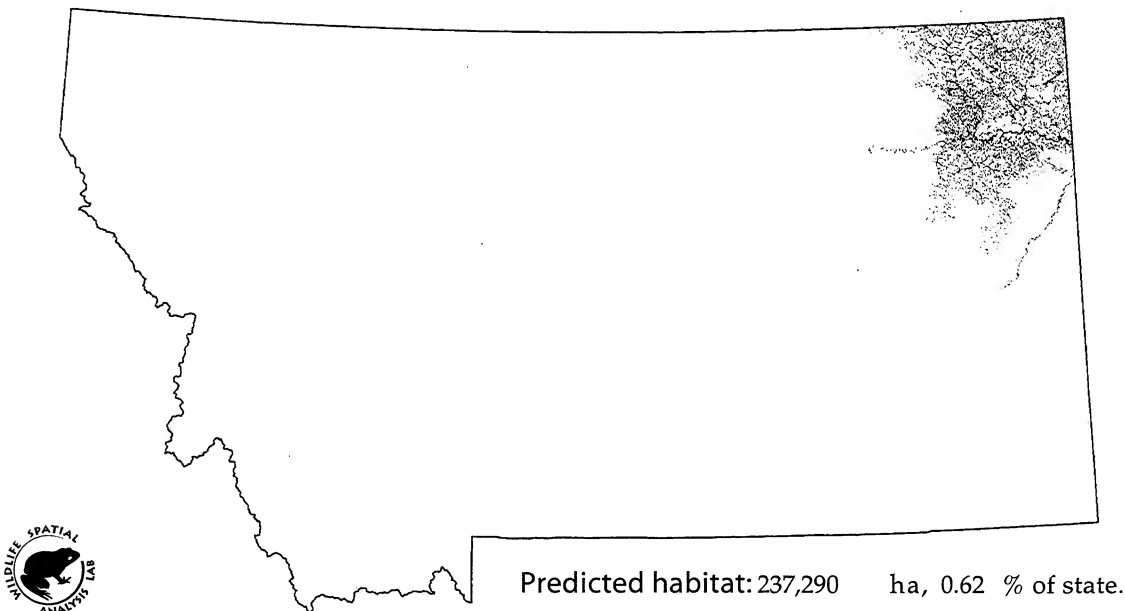 WILDLIFE SPATIAL
ANALYSIS LAB
Predicted habitat: 237,290 ha, 0.62 % of state.